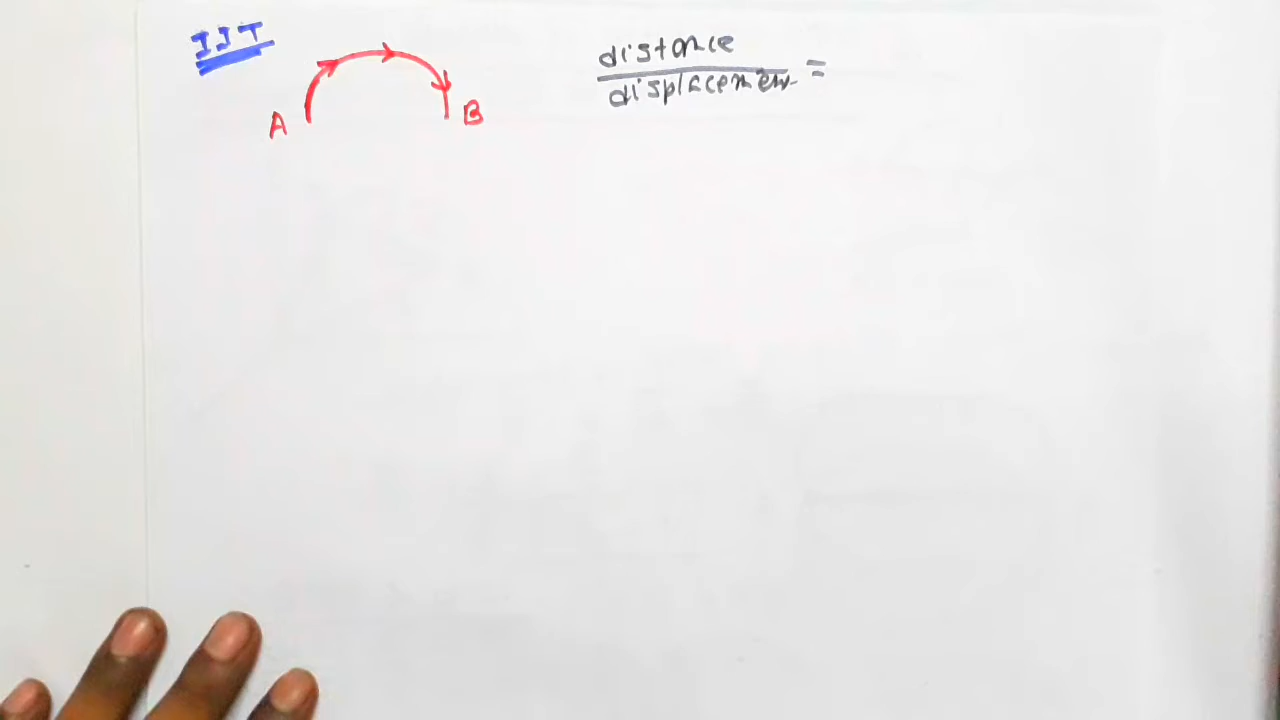 IIT
A
B
distance
displacement =